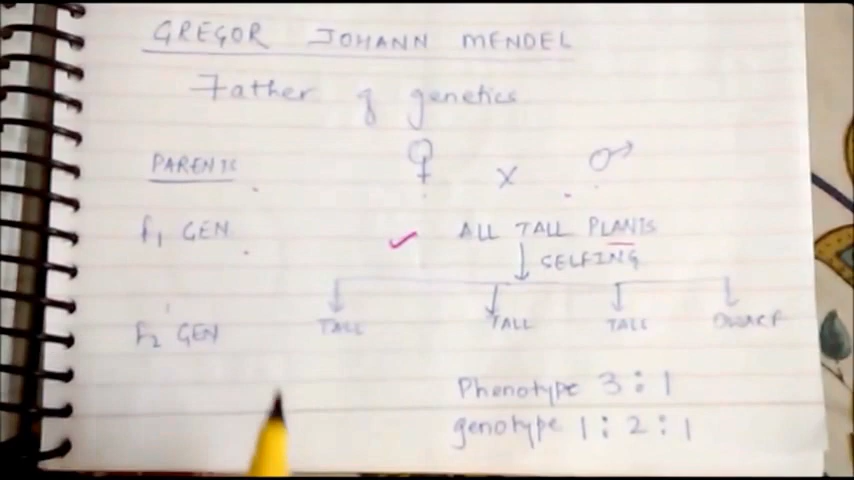 GREGOR JOHANN MENDEL
Father of genetics
PARENTS ♀ X ♂
F1 GEN ✓ ALL TALL PLANTS
SELFING
F2 GEN TALL TALL TALL DWARF
Phenotype 3:1
genotype 1:2:1